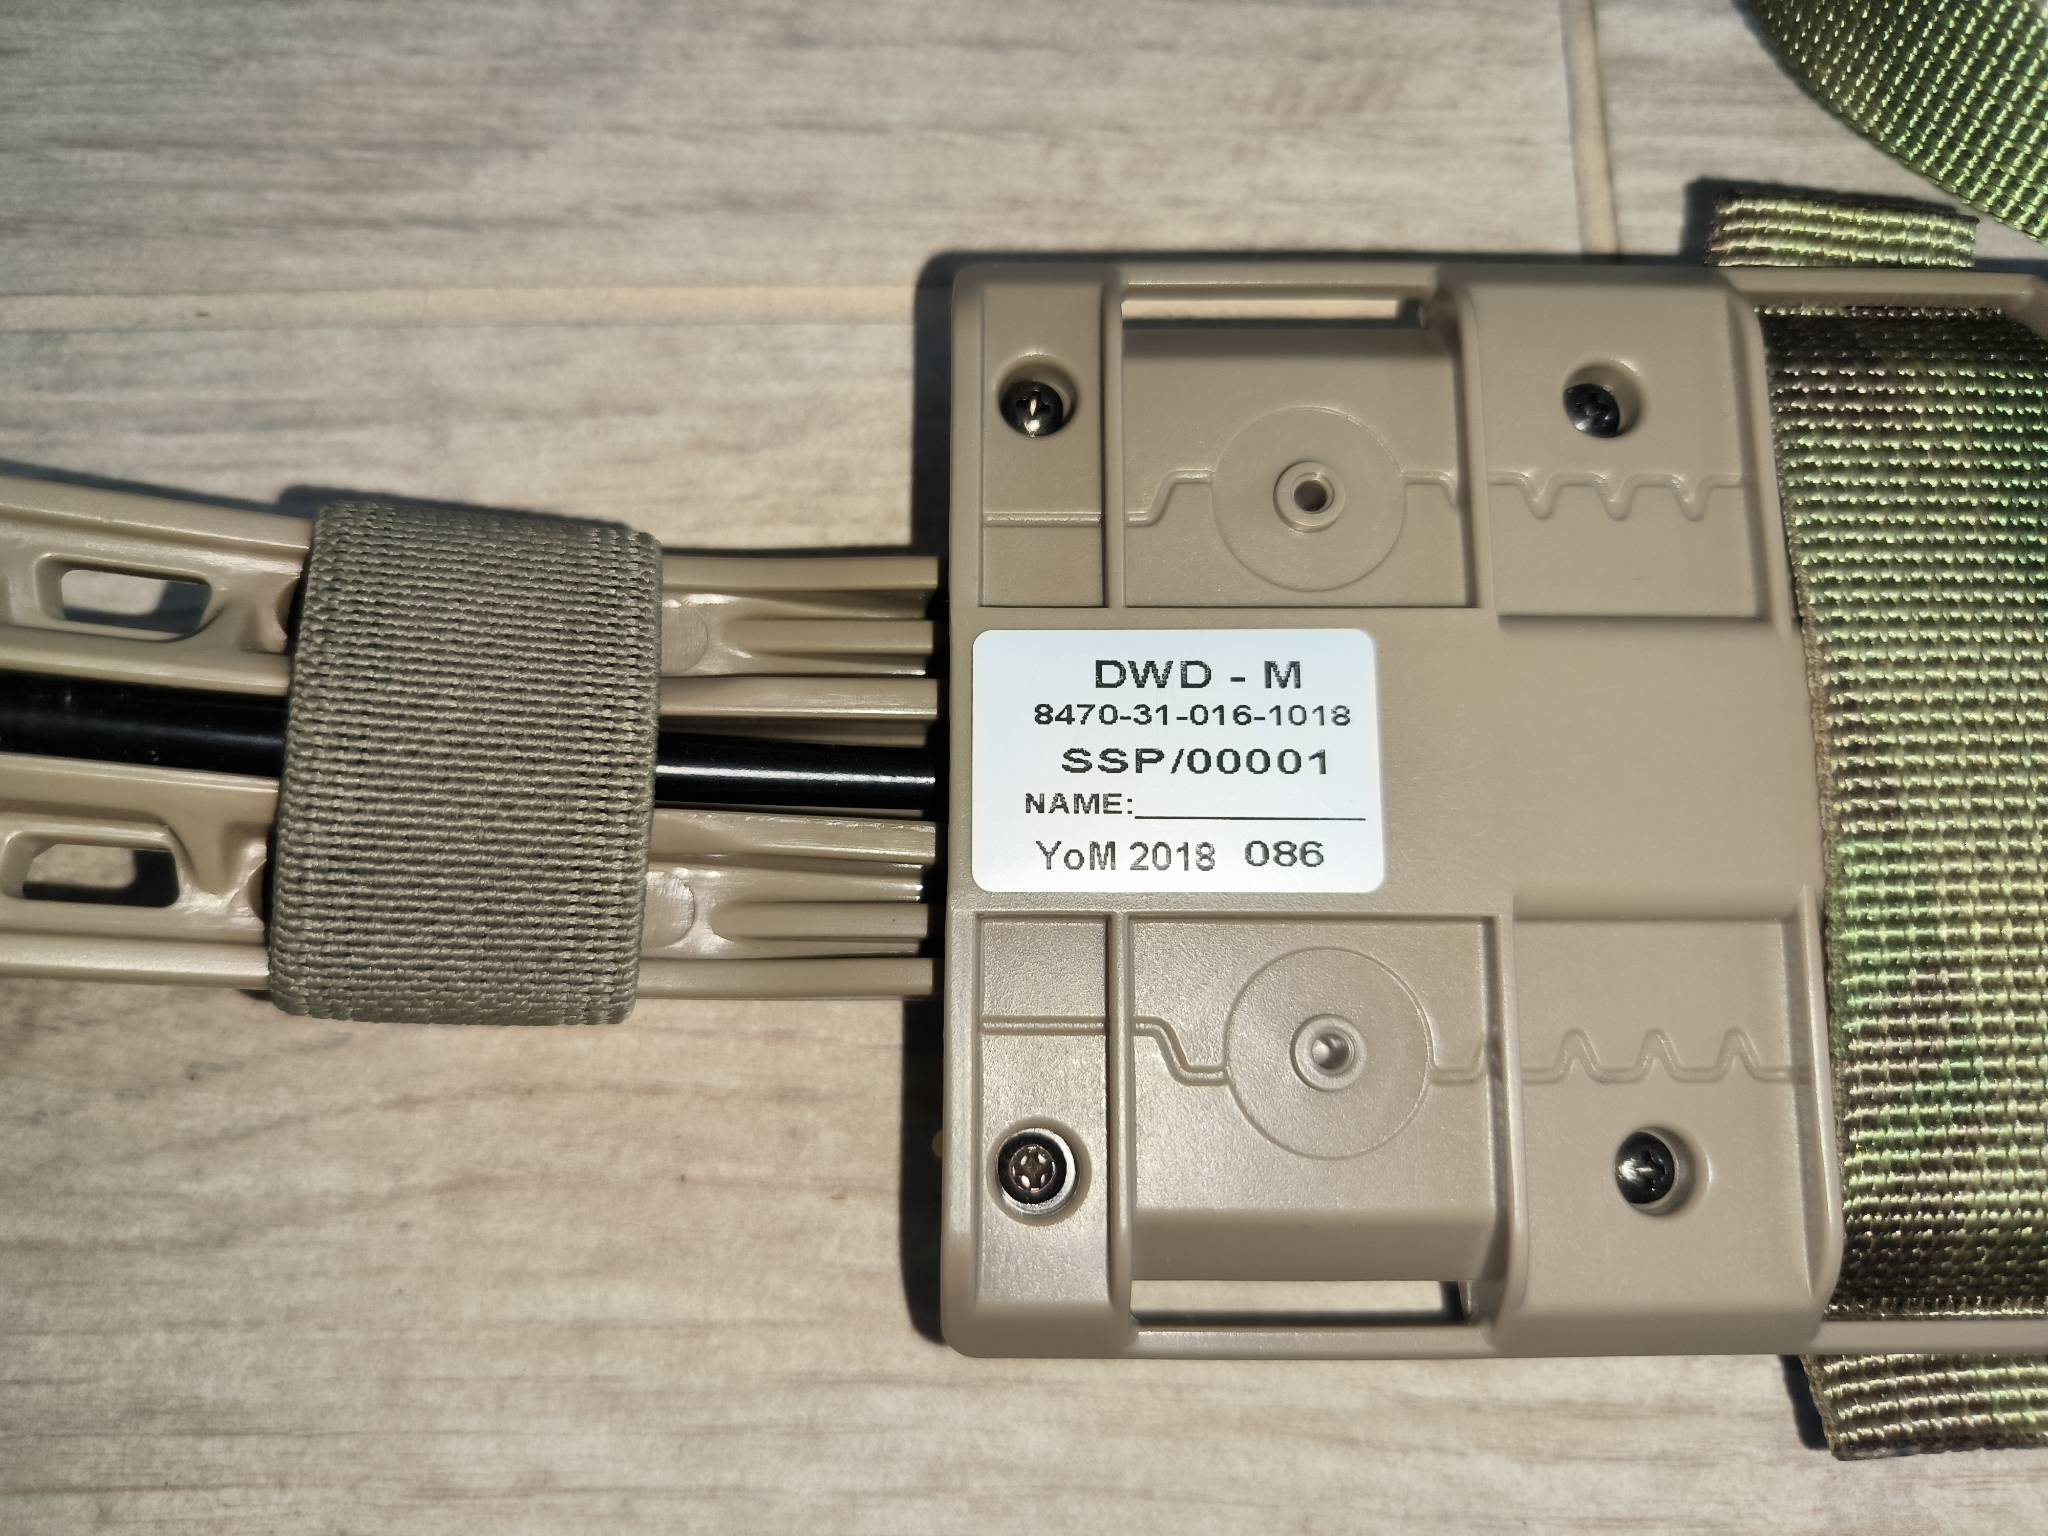 DWD - M
8470-31-016-1018
SSP/00001
NAME:
YoM 2018 086